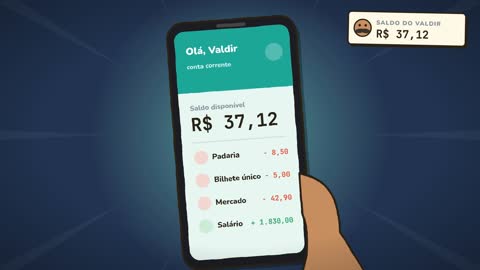 Olá, Valdir
conta corrente
Saldo disponível
R$ 37,12
Padaria - 8,50
Bilhete único - 5,00
Mercado - 42,90
Salário + 1.830,00
SALDO DO VALDIR
R$ 37,12